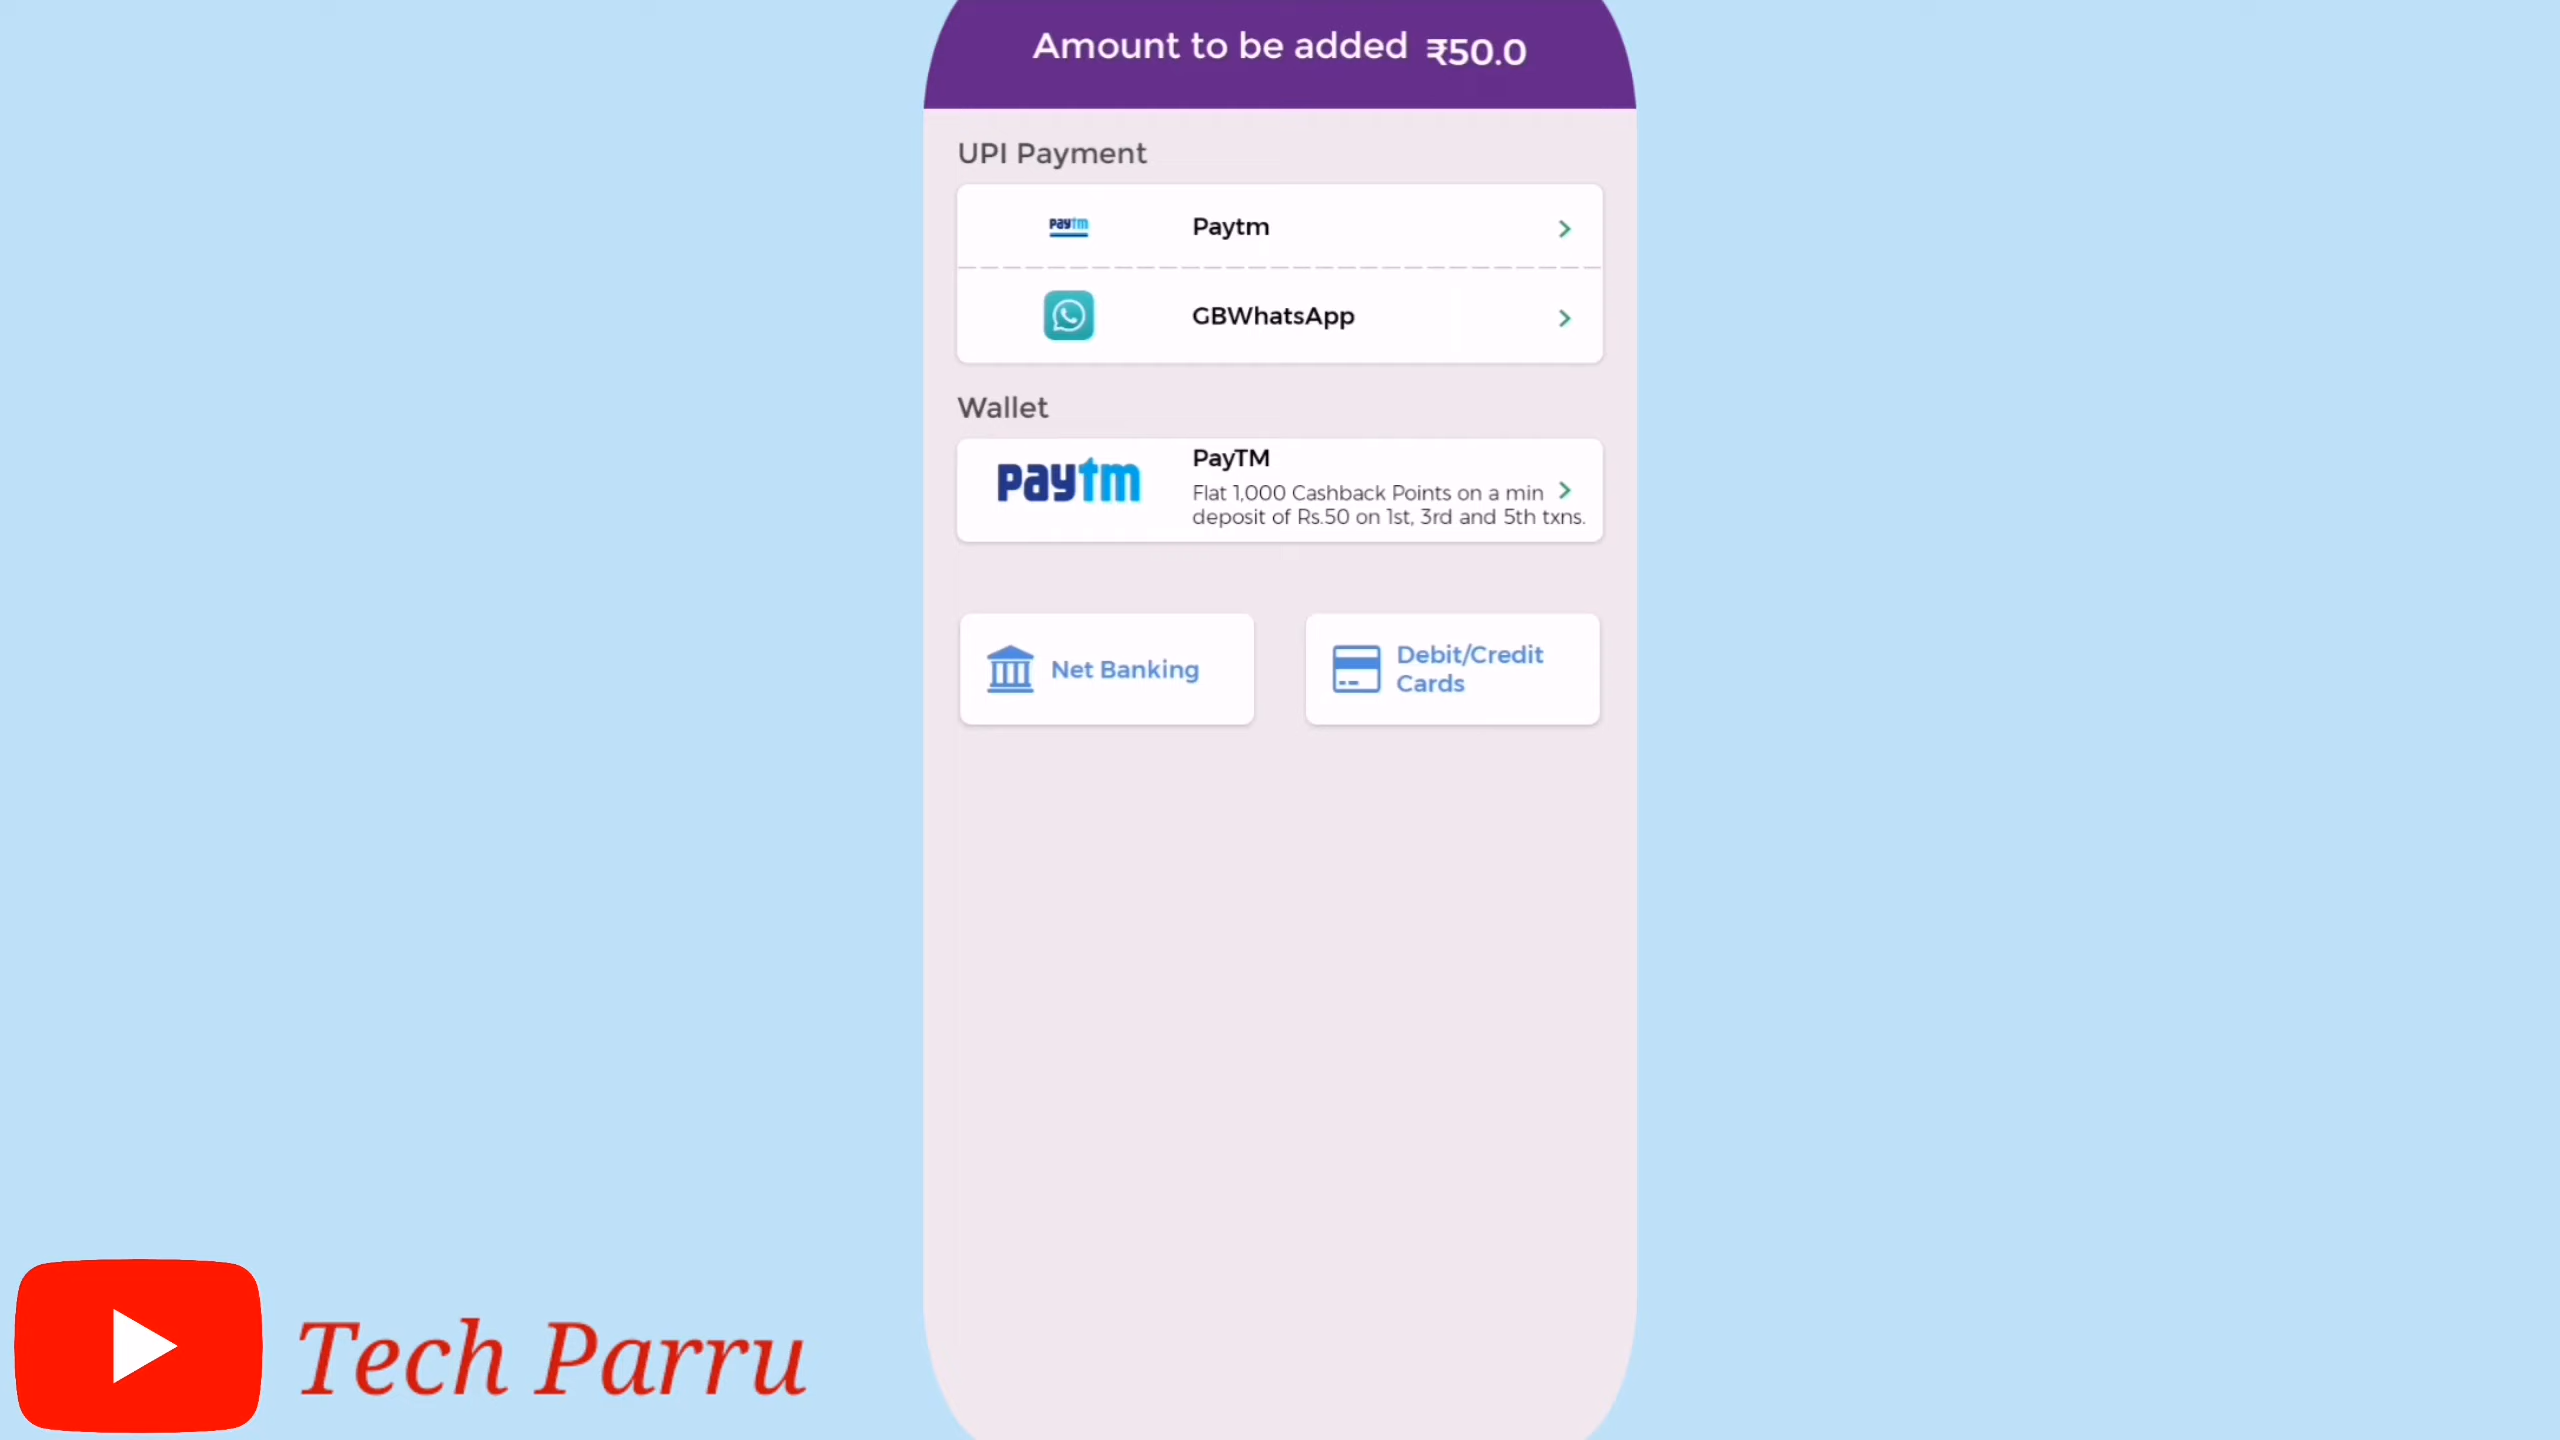 Amount to be added ₹50.0
UPI Payment
paytm
Paytm
GBWhatsApp
Wallet
paytm
PayTM
Flat 1,000 Cashback Points on a min
deposit of Rs.50 on 1st, 3rd and 5th txns.
Net Banking
Debit/Credit
Cards
Tech Parru